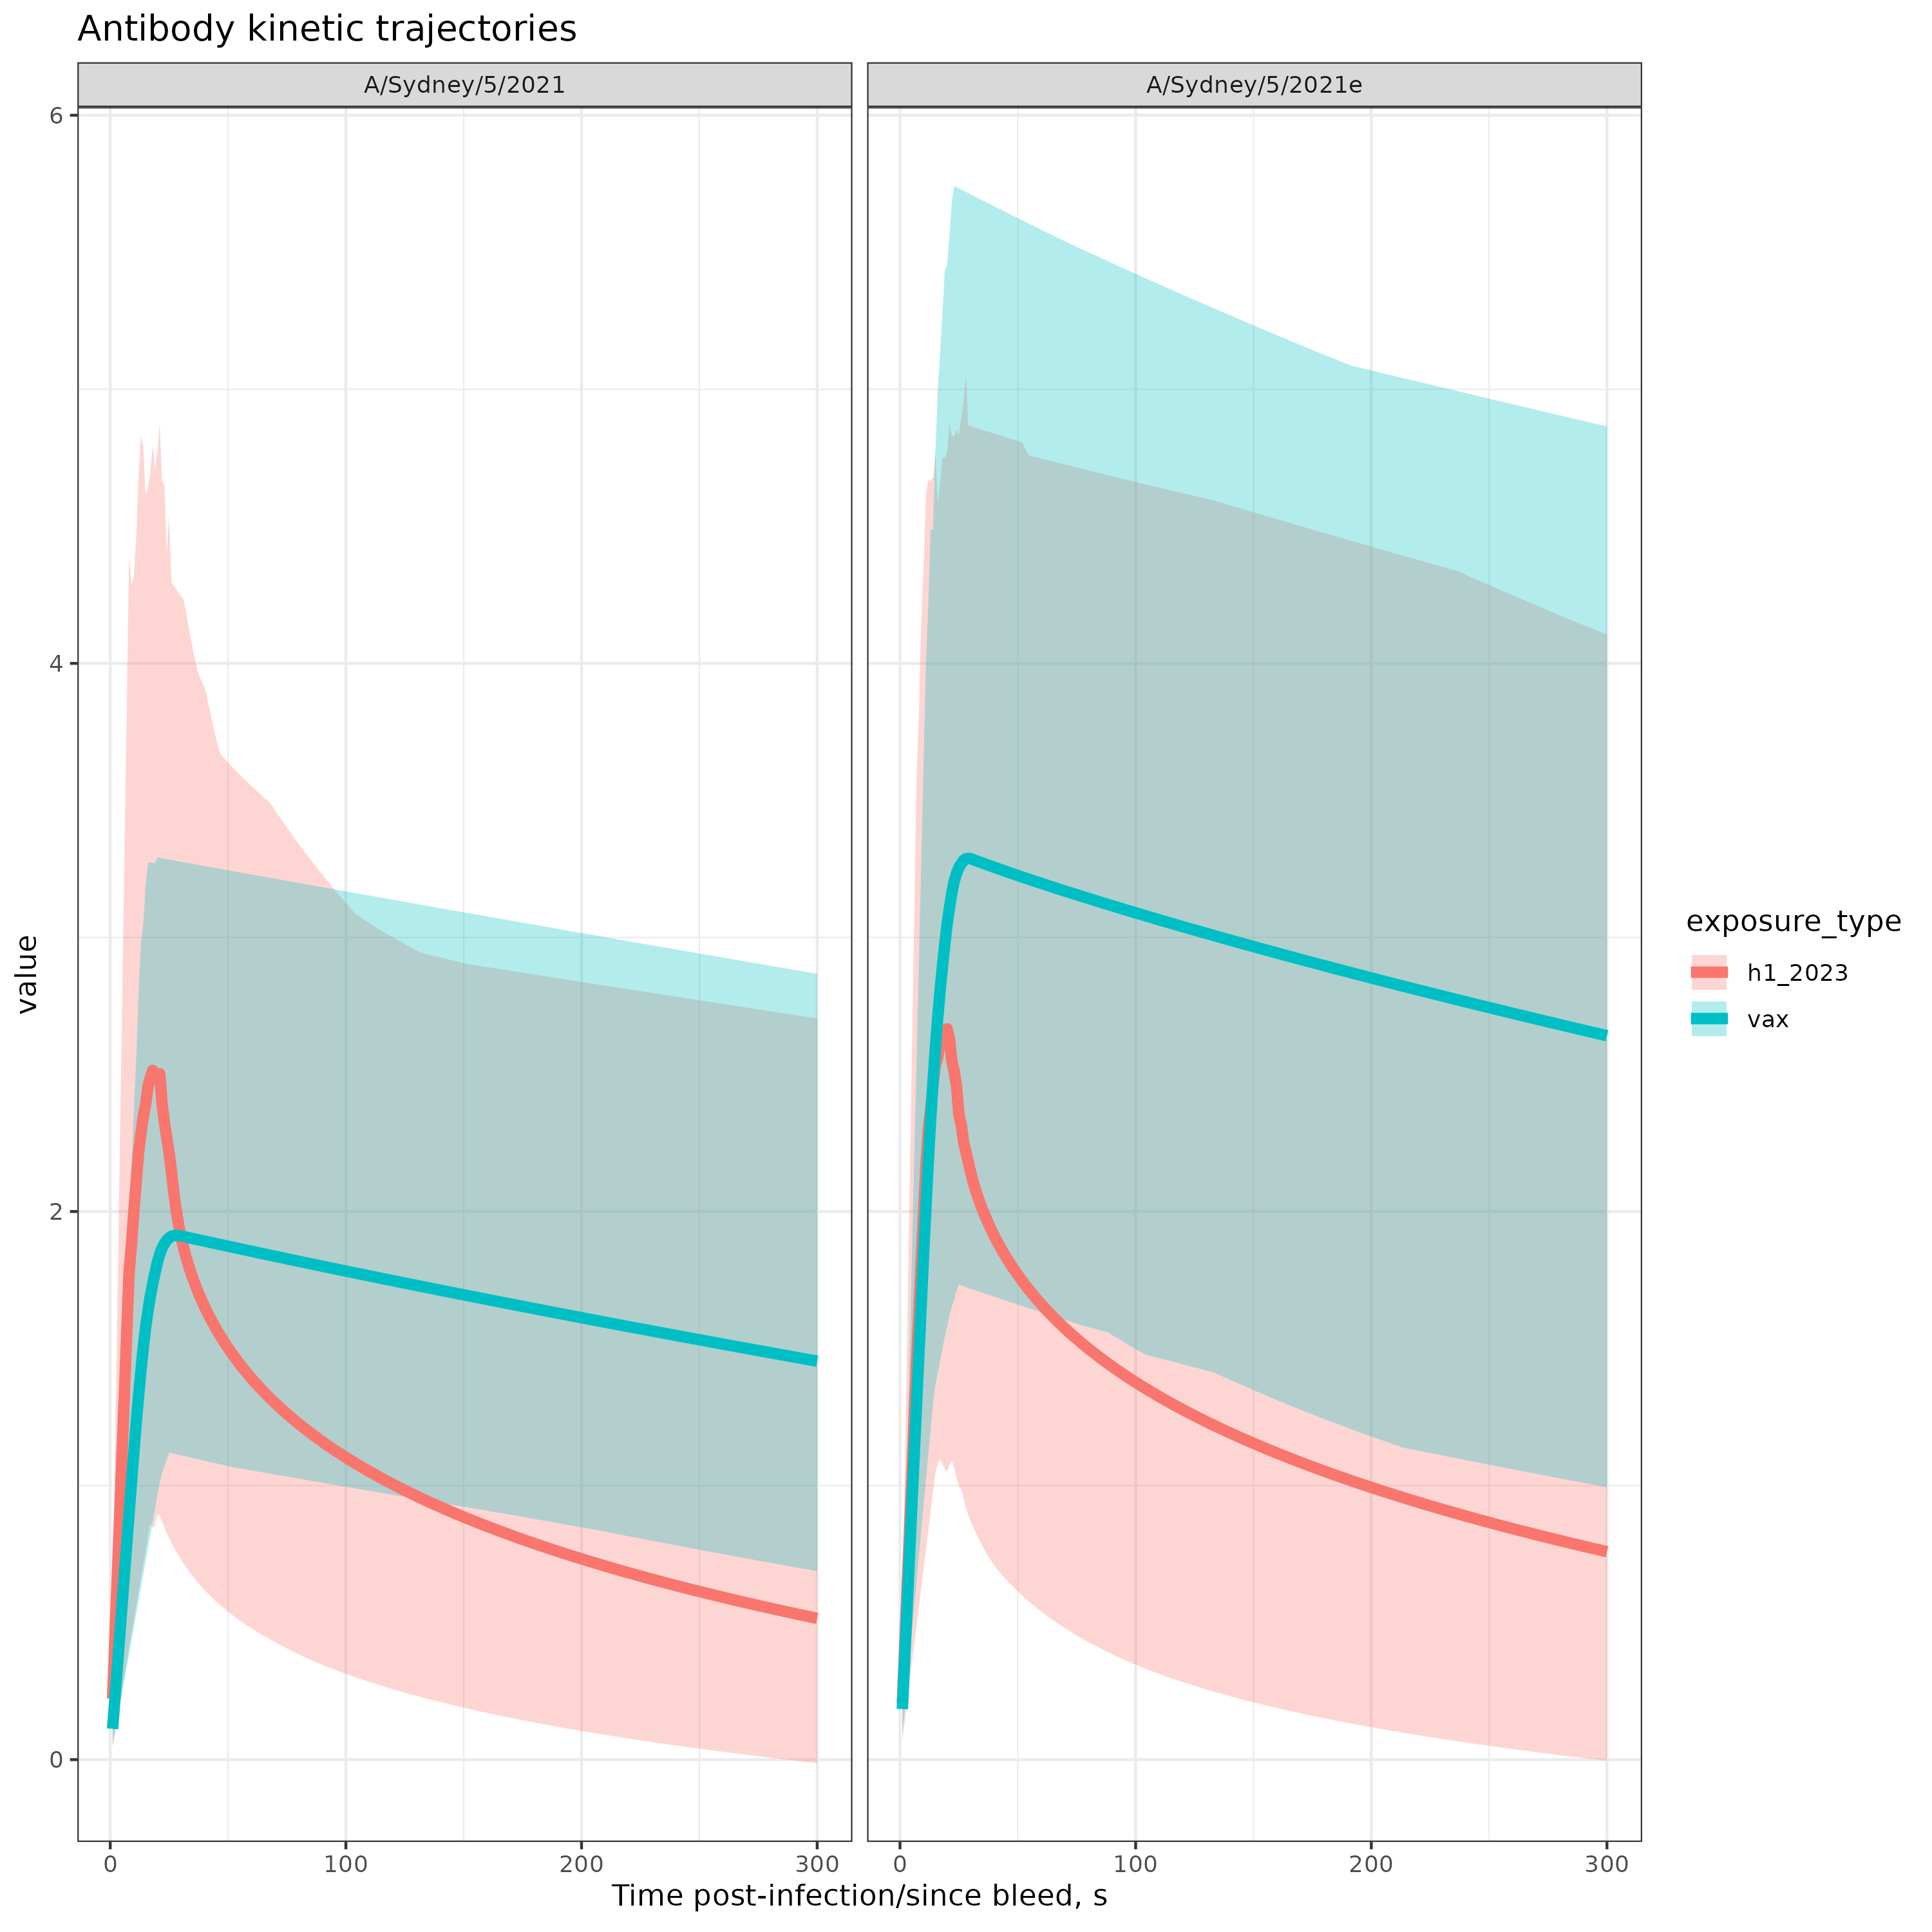 Antibody kinetic trajectories
A/Sydney/5/2021
A/Sydney/5/2021e
6
4
2
0
value
0
100
200
300
0
100
200
300
Time post-infection/since bleed, s
exposure_type
h1_2023
vax